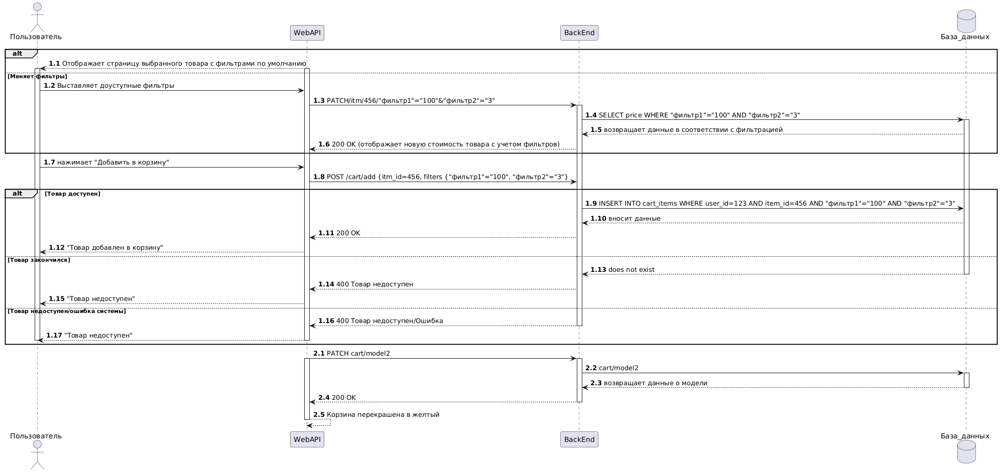 Пользователь
WebAPI
BackEnd
База_данных
alt
1.1 Отображает страницу выбранного товара с фильтрами по умолчанию
[Меняет фильтры]
1.2 Выставляет доуступные фильтры
1.3 PATCH/itm/456/"фильтр1"="100"&"фильтр2"="3"
1.4 SELECT price WHERE "фильтр1"="100" AND "фильтр2"="3"
1.5 возвращает данные в соответствии с фильтрацией
1.6 200 OK (отображает новую стоимость товара с учетом фильтров)
1.7 нажимает "Добавить в корзину"
1.8 POST /cart/add {itm_id=456, filters {"фильтр1"="100", "фильтр2"="3"}
alt [Товар доступен]
1.9 INSERT INTO cart_items WHERE user_id=123 AND item_id=456 AND "фильтр1"="100" AND "фильтр2"="3"
1.10 вносит данные
1.11 200 OK
1.12 "Товар добавлен в корзину"
[Товар закончился]
1.13 does not exist
1.14 400 Товар недоступен
1.15 "Товар недоступен"
[Товар недоступен/ошибка системы]
1.16 400 Товар недоступен/Ошибка
1.17 "Товар недоступен"
2.1 PATCH cart/model2
2.2 cart/model2
2.3 возвращает данные о модели
2.4 200 OK
2.5 Корзина перекрашена в желтый
Пользователь
WebAPI
BackEnd
База_данных